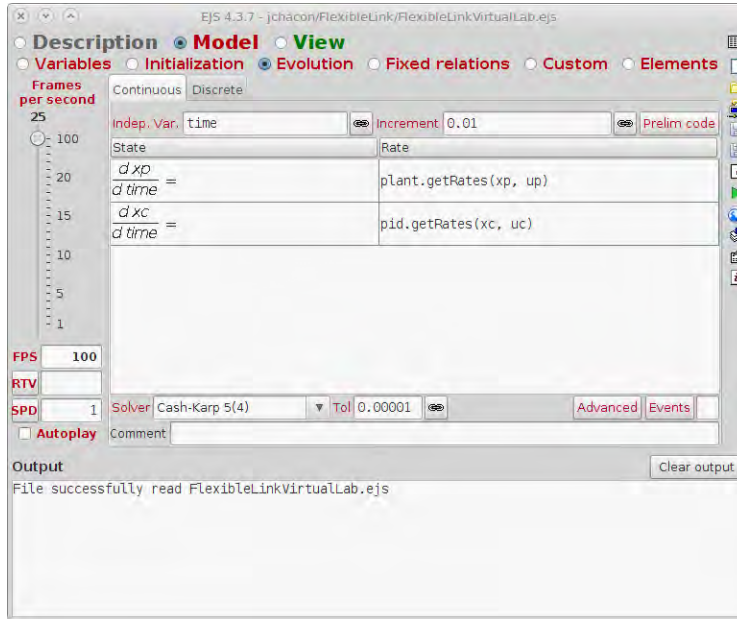 EJS 4.3.7 - jchacon/FlexibleLink/FlexibleLinkVirtualLab.ejs
Description Model View
Variables Initialization Evolution Fixed relations Custom Elements
Frames per second
25
100
20
15
10
5
1
FPS 100
RTV
SPD 1
Autoplay
Continuous Discrete
Indep. Var. time Increment 0.01 Prelim code
State Rate
d xp
d time = plant.getRates(xp, up)
d xc
d time = pid.getRates(xc, uc)
Solver Cash-Karp 5(4) Tol 0.00001 Advanced Events
Comment
Output Clear output
File successfully read FlexibleLinkVirtualLab.ejs